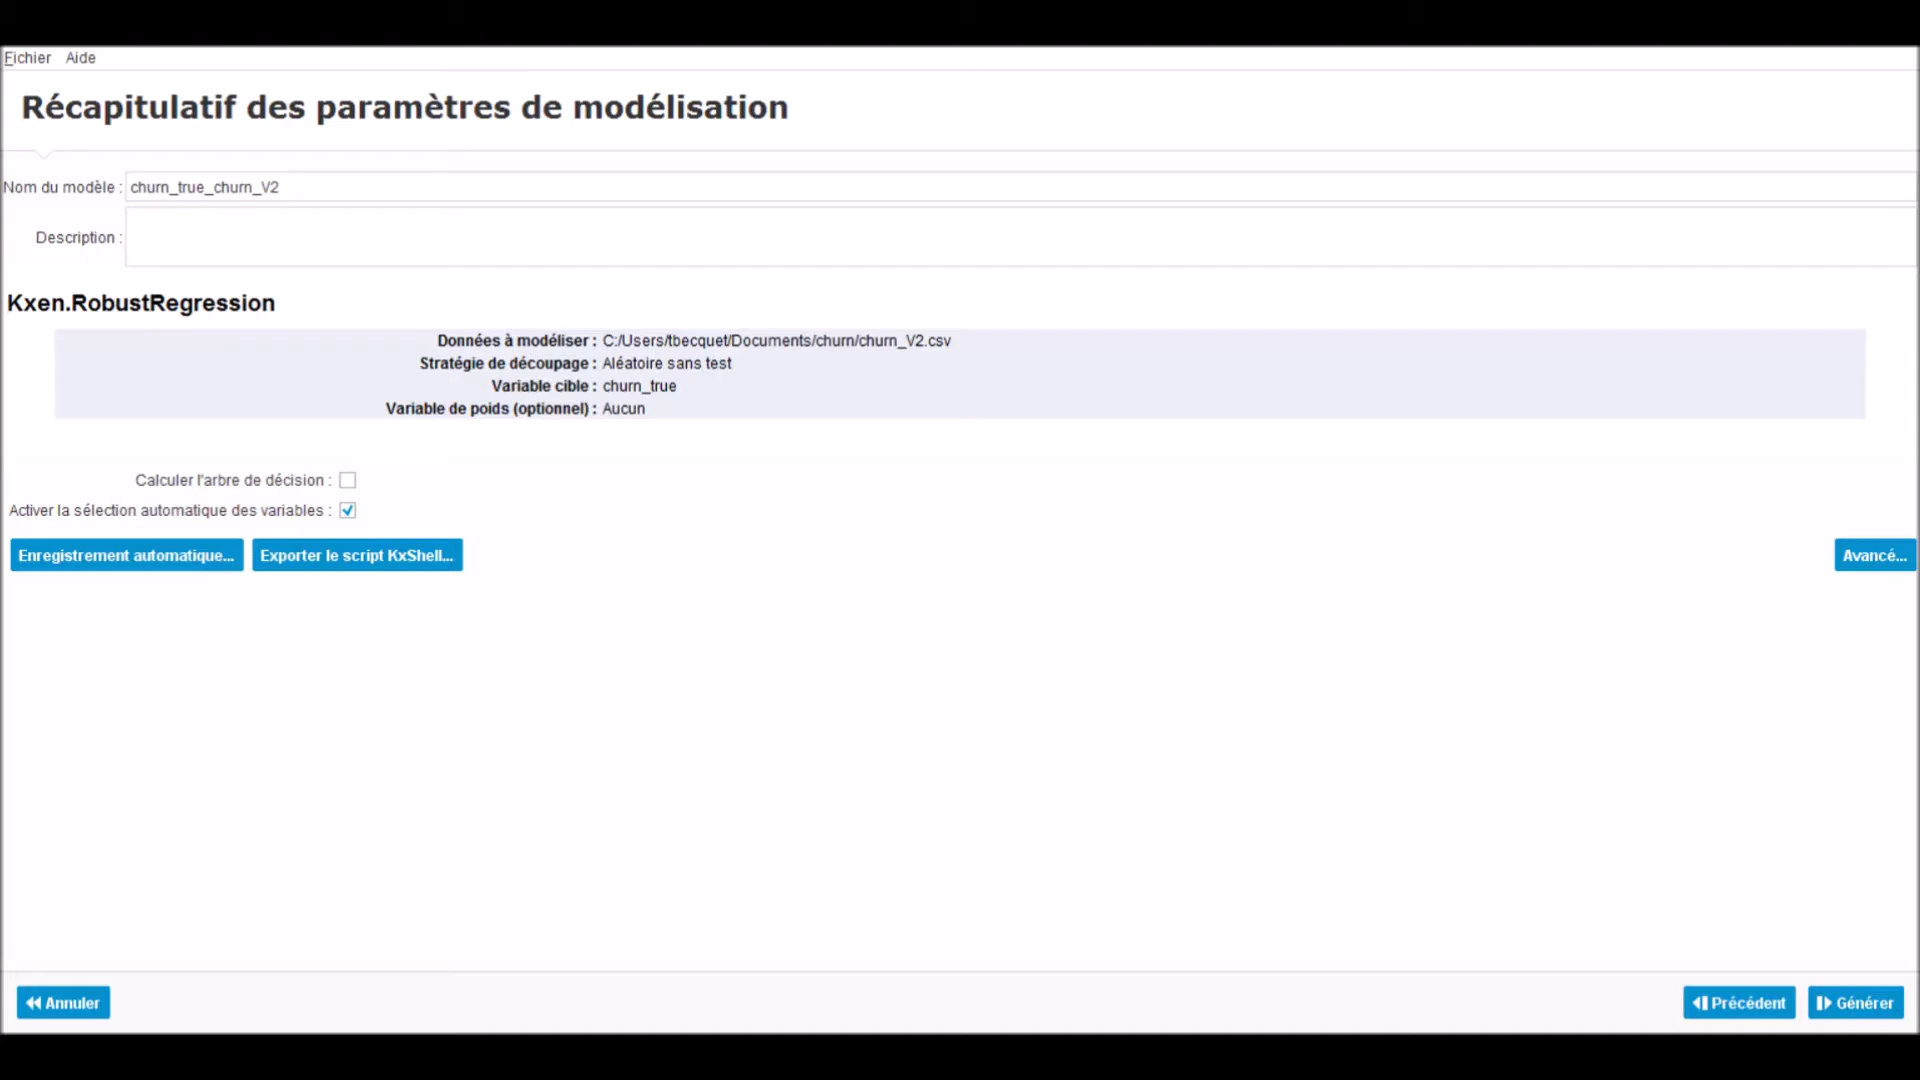 Fichier Aide
Récapitulatif des paramètres de modélisation
Nom du modèle : churn_true_churn_V2
Description :
Kxen.RobustRegression
Données à modéliser : C:/Users/tbecquet/Documents/churn/churn_V2.csv
Stratégie de découpage : Aléatoire sans test
Variable cible : churn_true
Variable de poids (optionnel) : Aucun
Calculer l'arbre de décision :
Activer la sélection automatique des variables :
Enregistrement automatique... Exporter le script KxShell... Avancé...
Annuler Précédent Générer